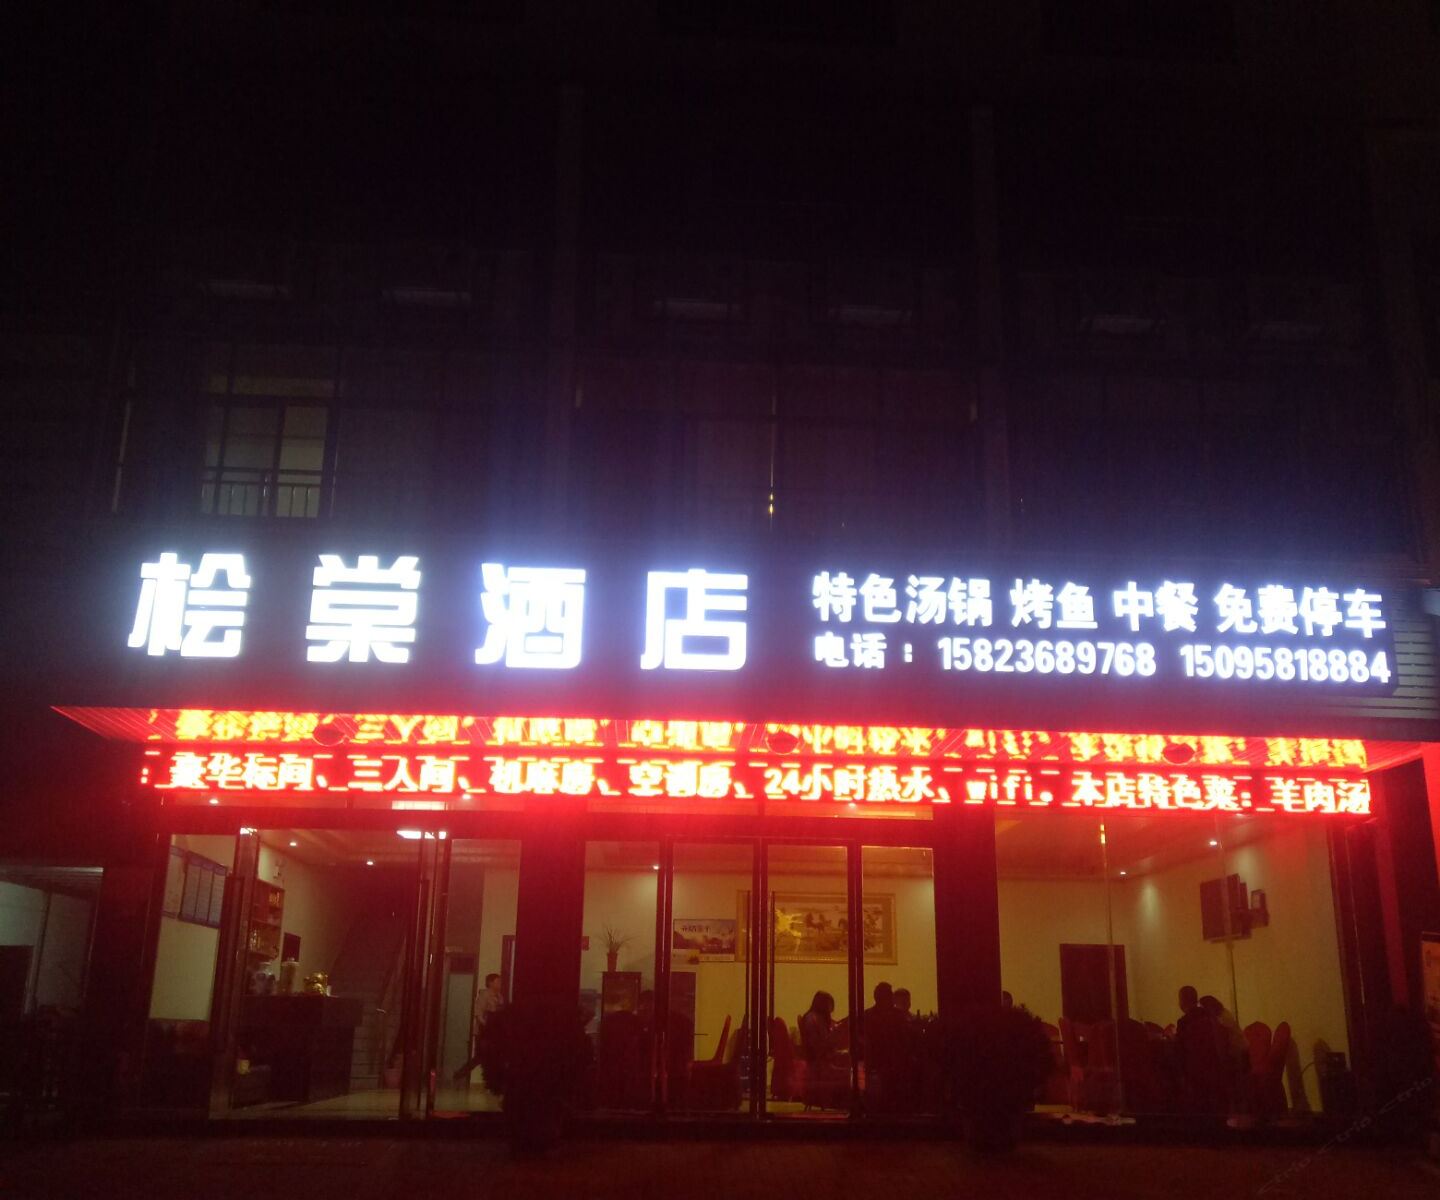 桧棠酒店
特色汤锅 烤鱼 中餐 免费停车
电话：15823689768 15095818884
：豪华标间、三人间、机麻房、空调房、24小时热水、wifi。本店特色菜：羊肉汤